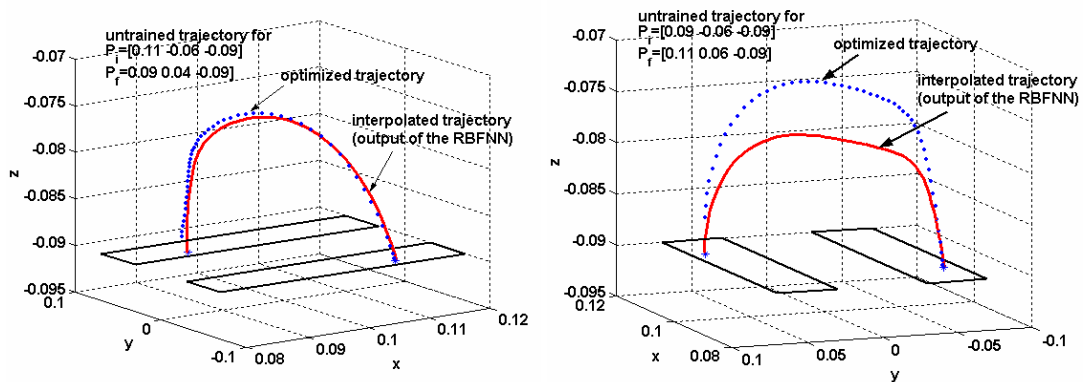 untrained trajectory for
P_i=[0.11 -0.06 -0.09]
P_f=0.09 0.04 -0.09]
optimized trajectory
interpolated trajectory
(output of the RBFNN)
z
-0.07
-0.075
-0.08
-0.085
-0.09
-0.095
0.1
0
-0.1
y
0.08
0.09
0.1
0.11
0.12
x
untrained trajectory for
P_i=[0.09 -0.06 -0.09]
P_f=[0.11 0.06 -0.09]
optimized trajectory
interpolated trajectory
(output of the RBFNN)
z
-0.07
-0.075
-0.08
-0.085
-0.09
-0.095
0.12
0.1
0.08
x
0.1
0.05
0
-0.05
-0.1
y